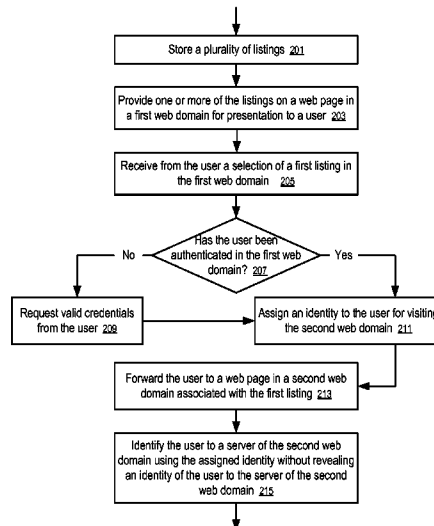 Store a plurality of listings 201
Provide one or more of the listings on a web page in
a first web domain for presentation to a user 203
Receive from the user a selection of a first listing in
the first web domain 205
Has the user been
authenticated in the first web
domain? 207
No
Yes
Request valid credentials
from the user 209
Assign an identity to the user for visiting
the second web domain 211
Forward the user to a web page in a second web
domain associated with the first listing 213
Identify the user to a server of the second web
domain using the assigned identity without revealing
an identity of the user to the server of the second
web domain 215